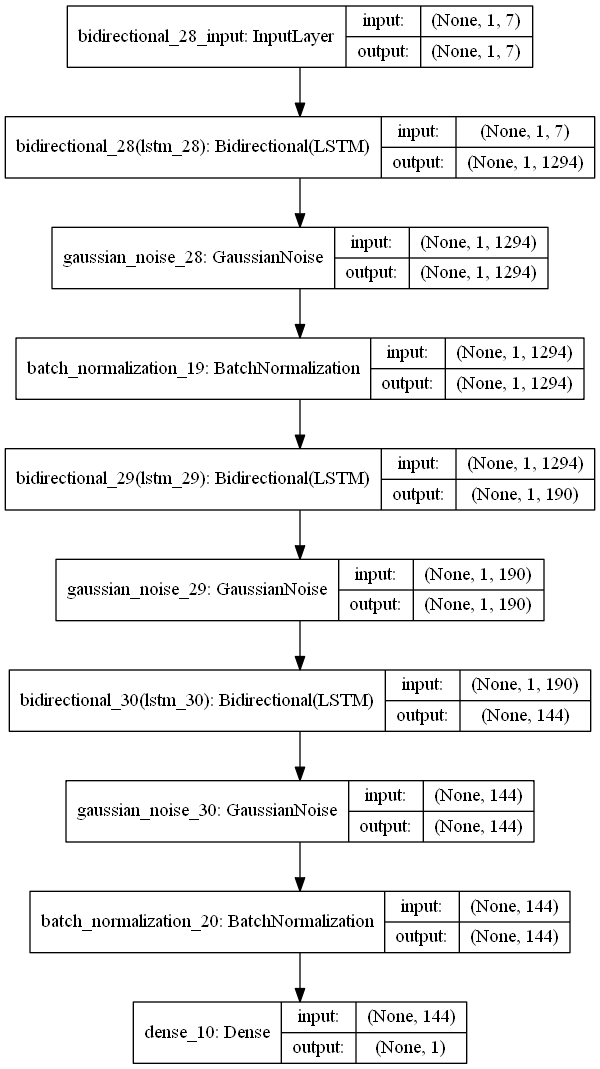 bidirectional_28_input: InputLayer
input: (None, 1, 7)
output: (None, 1, 7)
bidirectional_28(lstm_28): Bidirectional(LSTM)
input: (None, 1, 7)
output: (None, 1, 1294)
gaussian_noise_28: GaussianNoise
input: (None, 1, 1294)
output: (None, 1, 1294)
batch_normalization_19: BatchNormalization
input: (None, 1, 1294)
output: (None, 1, 1294)
bidirectional_29(lstm_29): Bidirectional(LSTM)
input: (None, 1, 1294)
output: (None, 1, 190)
gaussian_noise_29: GaussianNoise
input: (None, 1, 190)
output: (None, 1, 190)
bidirectional_30(lstm_30): Bidirectional(LSTM)
input: (None, 1, 190)
output: (None, 144)
gaussian_noise_30: GaussianNoise
input: (None, 144)
output: (None, 144)
batch_normalization_20: BatchNormalization
input: (None, 144)
output: (None, 144)
dense_10: Dense
input: (None, 144)
output: (None, 1)